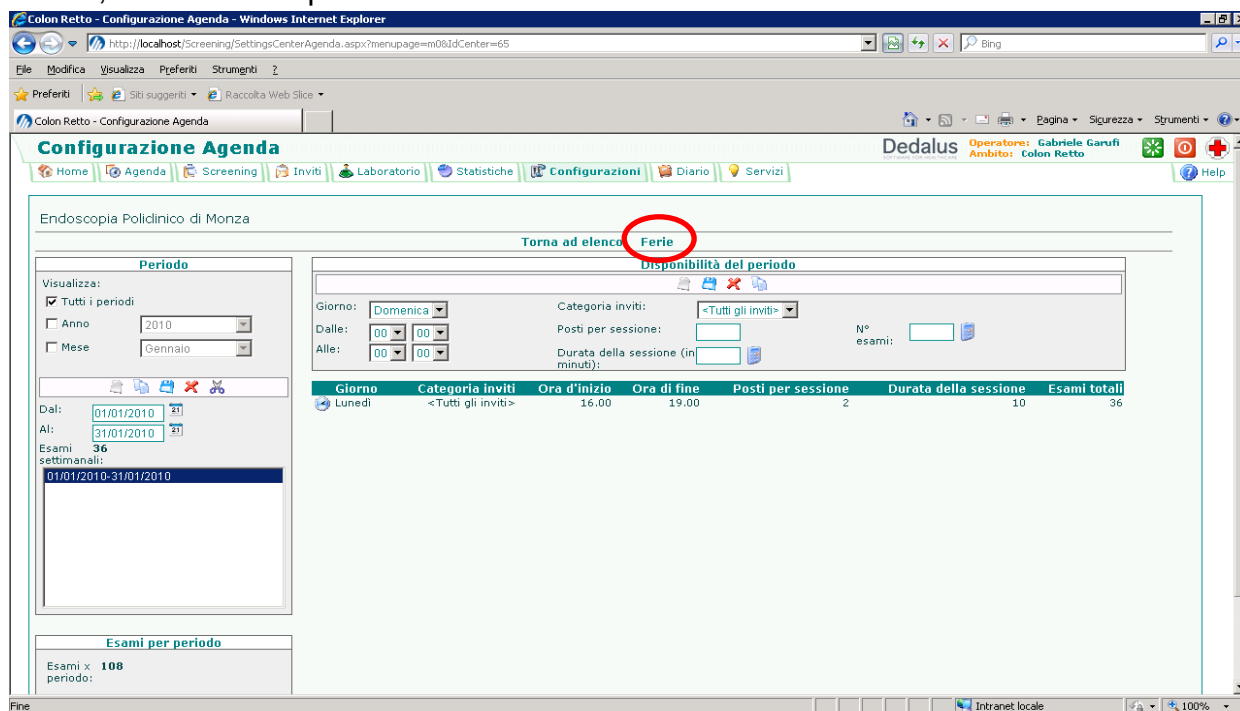 Colon Retto - Configurazione Agenda - Windows Internet Explorer
http://localhost/Screening/SettingsCenterAgenda.aspx?menupage=m0&IdCenter=65
Bing
File Modifica Visualizza Preferiti Strumenti ?
Preferiti Siti suggeriti Raccolta Web Slice
Colon Retto - Configurazione Agenda
Pagina Sicurezza Strumenti
Configurazione Agenda
Dedalus
Operatore: Gabriele Garufi
Ambito: Colon Retto
Home Agenda Screening Inviti Laboratorio Statistiche Configurazioni Diario Servizi Help
Endoscopia Policlinico di Monza
Torna ad elenco Ferie
Periodo
Visualizza:
Tutti i periodi
Anno 2010
Mese Gennaio
Dal: 01/01/2010 21
Al: 31/01/2010 21
Esami settimanali: 36
01/01/2010-31/01/2010
Esami per periodo
Esami x periodo: 108
Disponibilità del periodo
Giorno: Domenica Categoria inviti: <Tutti gli inviti>
Dalle: 00 00 Posti per sessione: N° esami:
Alle: 00 00 Durata della sessione (in minuti):
Giorno Categoria inviti Ora d'inizio Ora di fine Posti per sessione Durata della sessione Esami totali
Lunedì <Tutti gli inviti> 16.00 19.00 2 10 36
Fine Intranet locale 100%